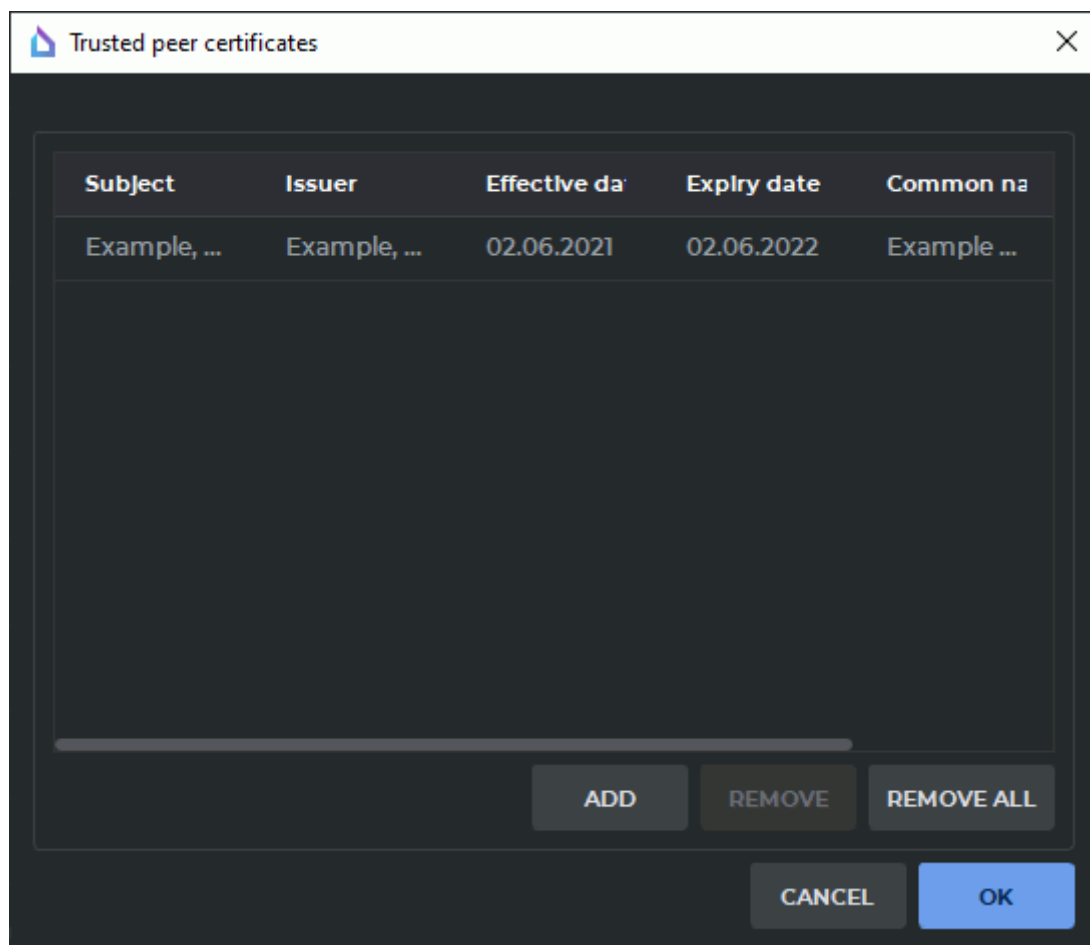 Trusted peer certificates
Subject Issuer Effective da Expiry date Common na
Example, ... Example, ... 02.06.2021 02.06.2022 Example ...
ADD REMOVE REMOVE ALL
CANCEL OK